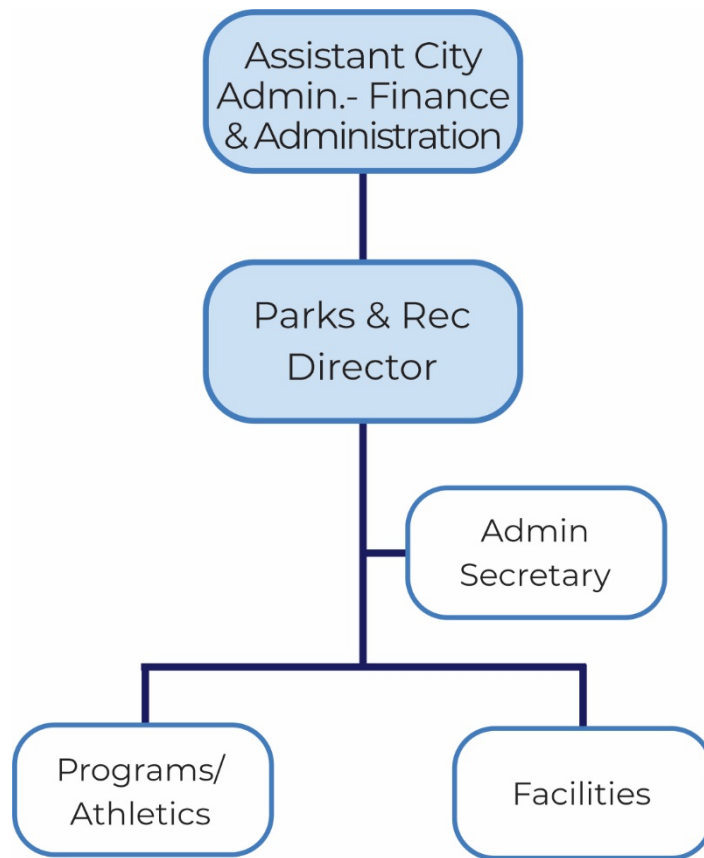 Assistant City
Admin.- Finance
& Administration
Parks & Rec
Director
Admin
Secretary
Programs/
Athletics
Facilities